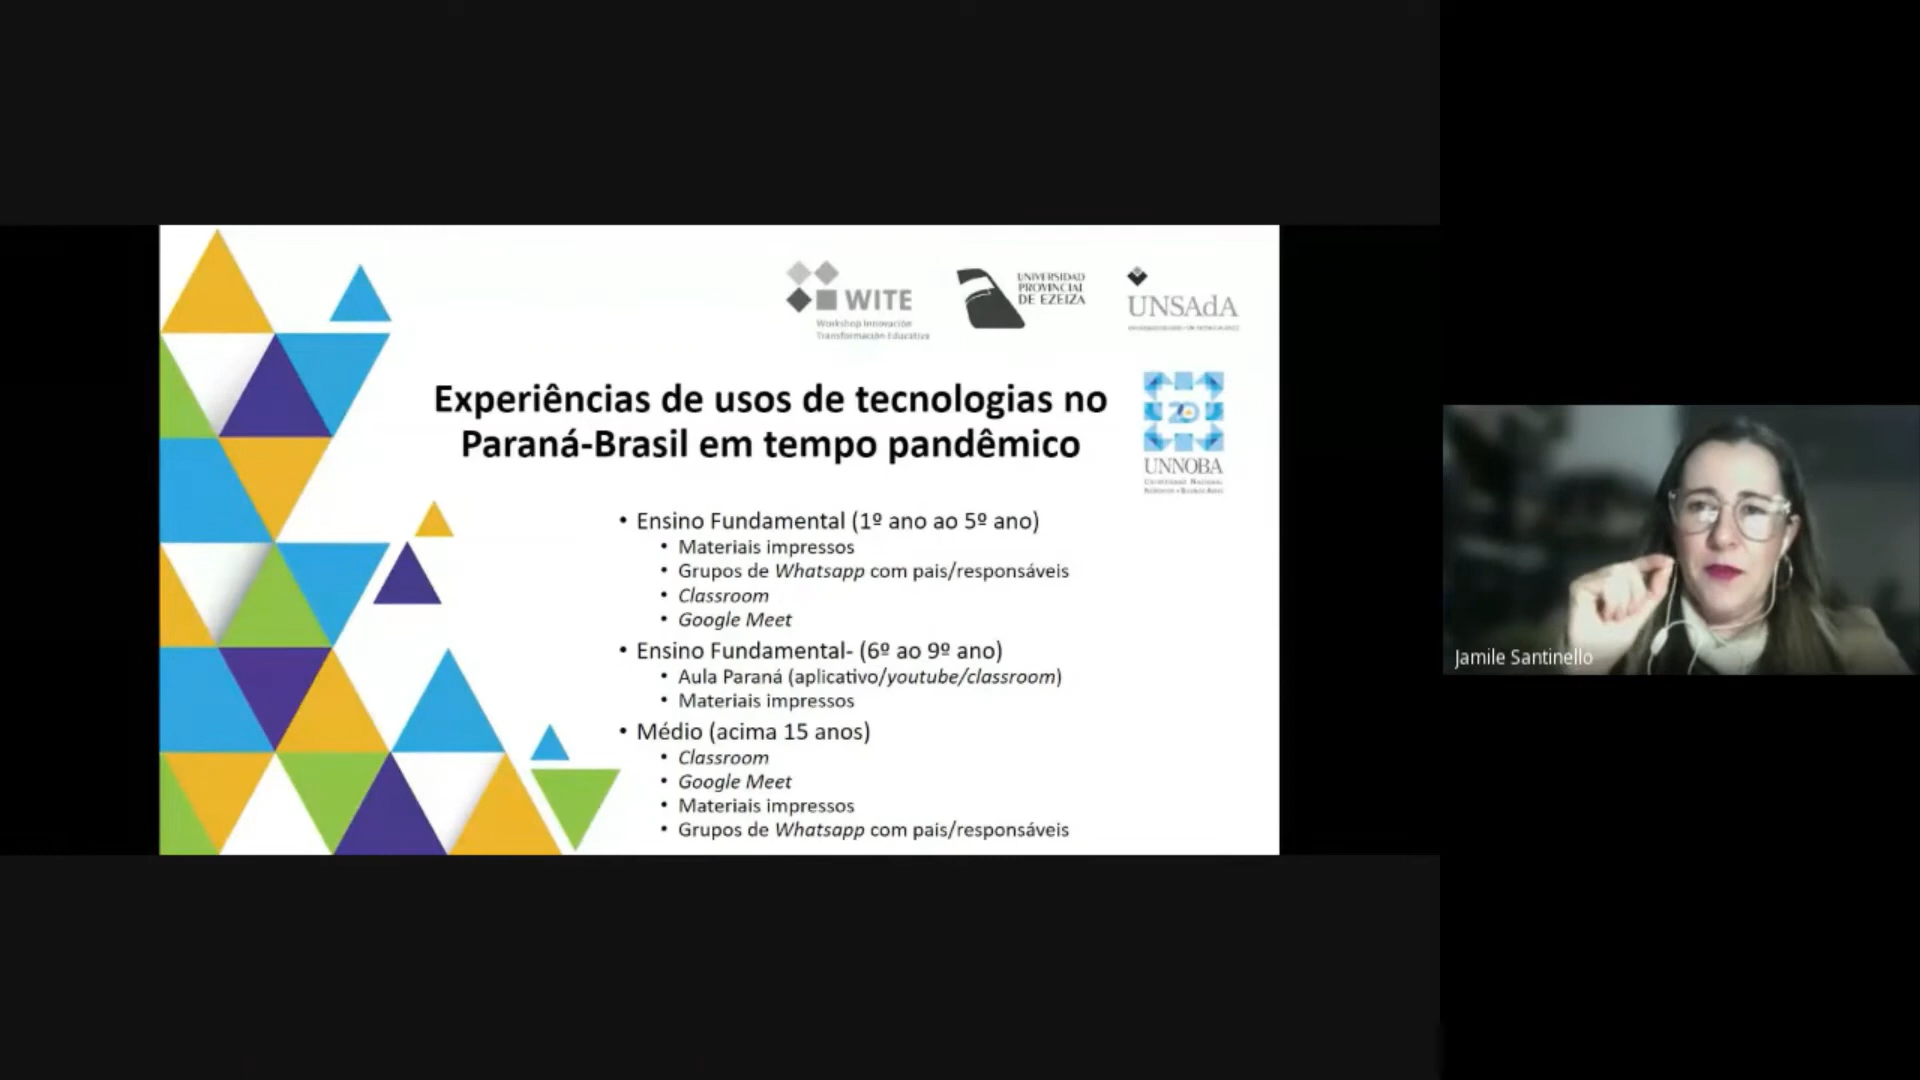 WITE
Workshop Innovación
Transformación Educativa
UNIVERSIDAD
PROVINCIAL
DE EZEIZA
UNSAdA
Experiências de usos de tecnologias no
Paraná-Brasil em tempo pandêmico
20
UNNOBA
• Ensino Fundamental (1º ano ao 5º ano)
• Materiais impressos
• Grupos de Whatsapp com pais/responsáveis
• Classroom
• Google Meet
• Ensino Fundamental- (6º ao 9º ano)
• Aula Paraná (aplicativo/youtube/classroom)
• Materiais impressos
• Médio (acima 15 anos)
• Classroom
• Google Meet
• Materiais impressos
• Grupos de Whatsapp com pais/responsáveis
Jamile Santinello